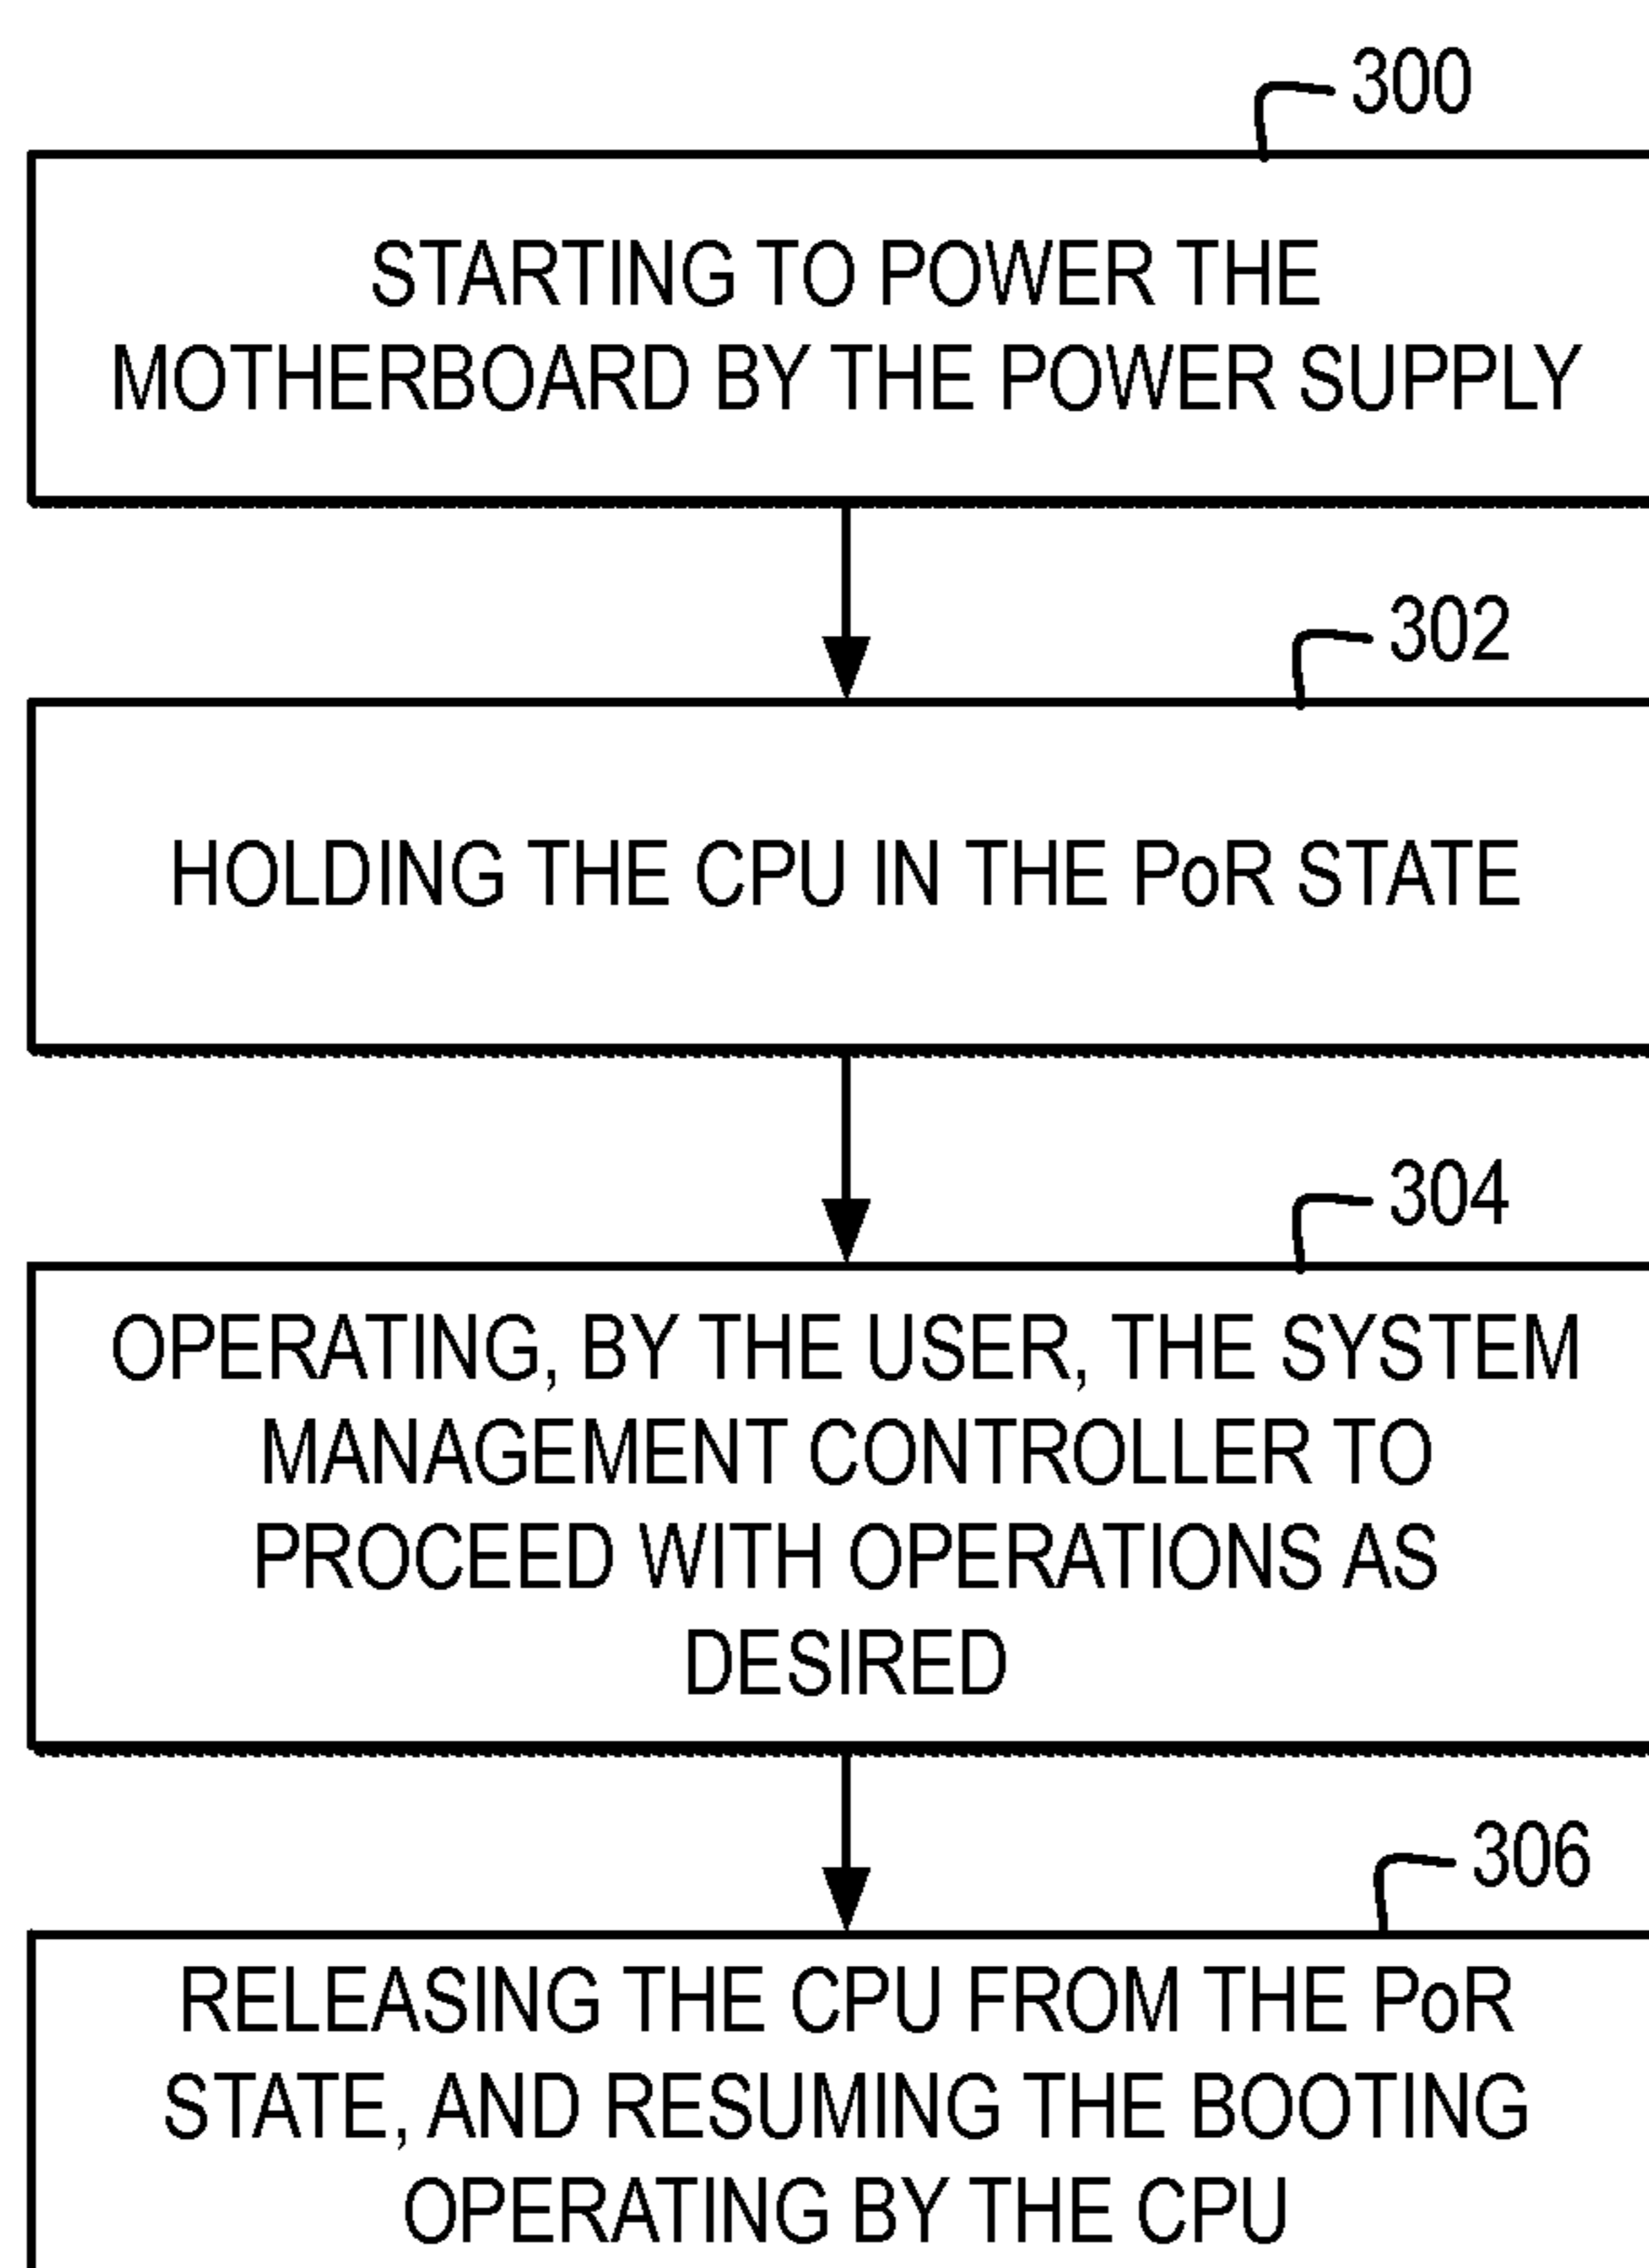 300
STARTING TO POWER THE
MOTHERBOARD BY THE POWER SUPPLY
302
HOLDING THE CPU IN THE PoR STATE
304
OPERATING, BY THE USER, THE SYSTEM
MANAGEMENT CONTROLLER TO
PROCEED WITH OPERATIONS AS
DESIRED
306
RELEASING THE CPU FROM THE PoR
STATE, AND RESUMING THE BOOTING
OPERATING BY THE CPU